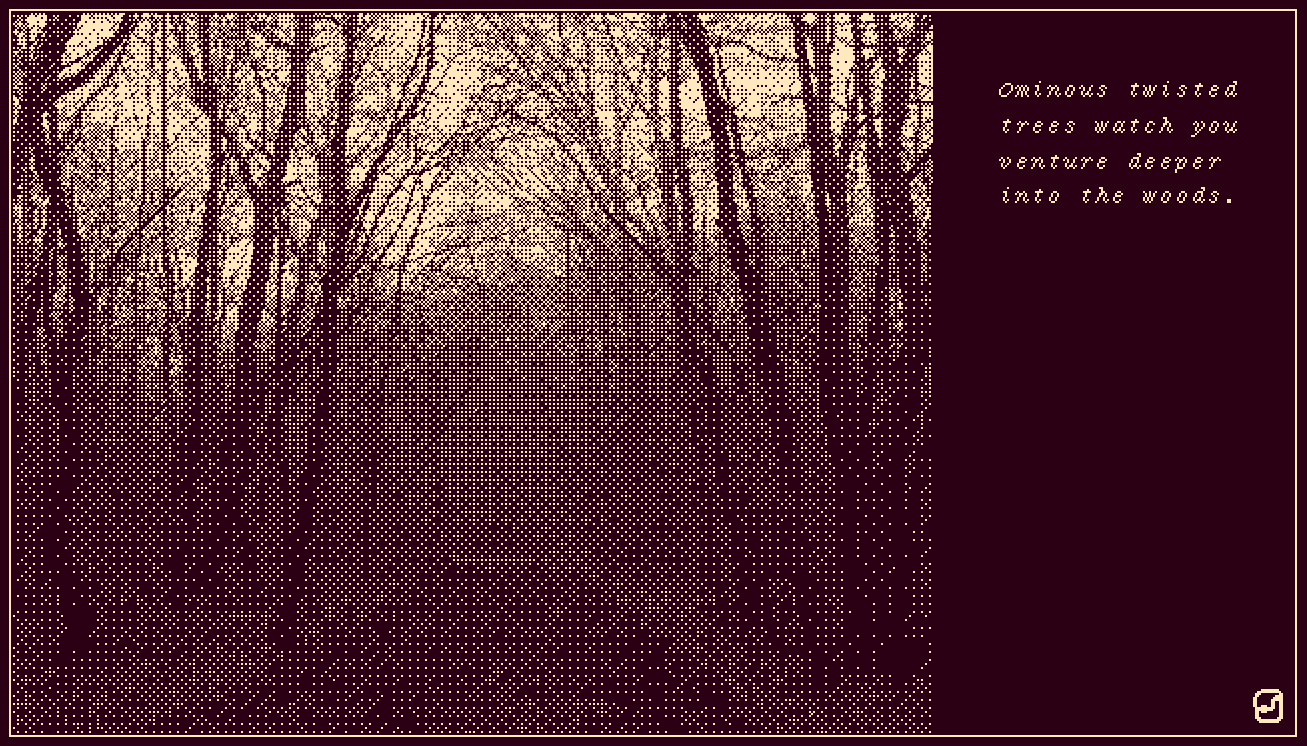 Ominous twisted
trees watch you
venture deeper
into the woods.